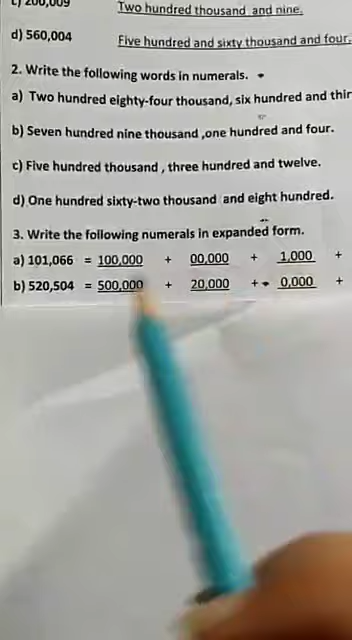 c) 200,009 Two hundred thousand and nine.
d) 560,004 Five hundred and sixty thousand and four.
2. Write the following words in numerals.
a) Two hundred eighty-four thousand, six hundred and thir
b) Seven hundred nine thousand ,one hundred and four.
c) Five hundred thousand , three hundred and twelve.
d) One hundred sixty-two thousand and eight hundred.
3. Write the following numerals in expanded form.
a) 101,066 = 100,000 + 00,000 + 1,000 +
b) 520,504 = 500,000 + 20,000 + 0,000 +